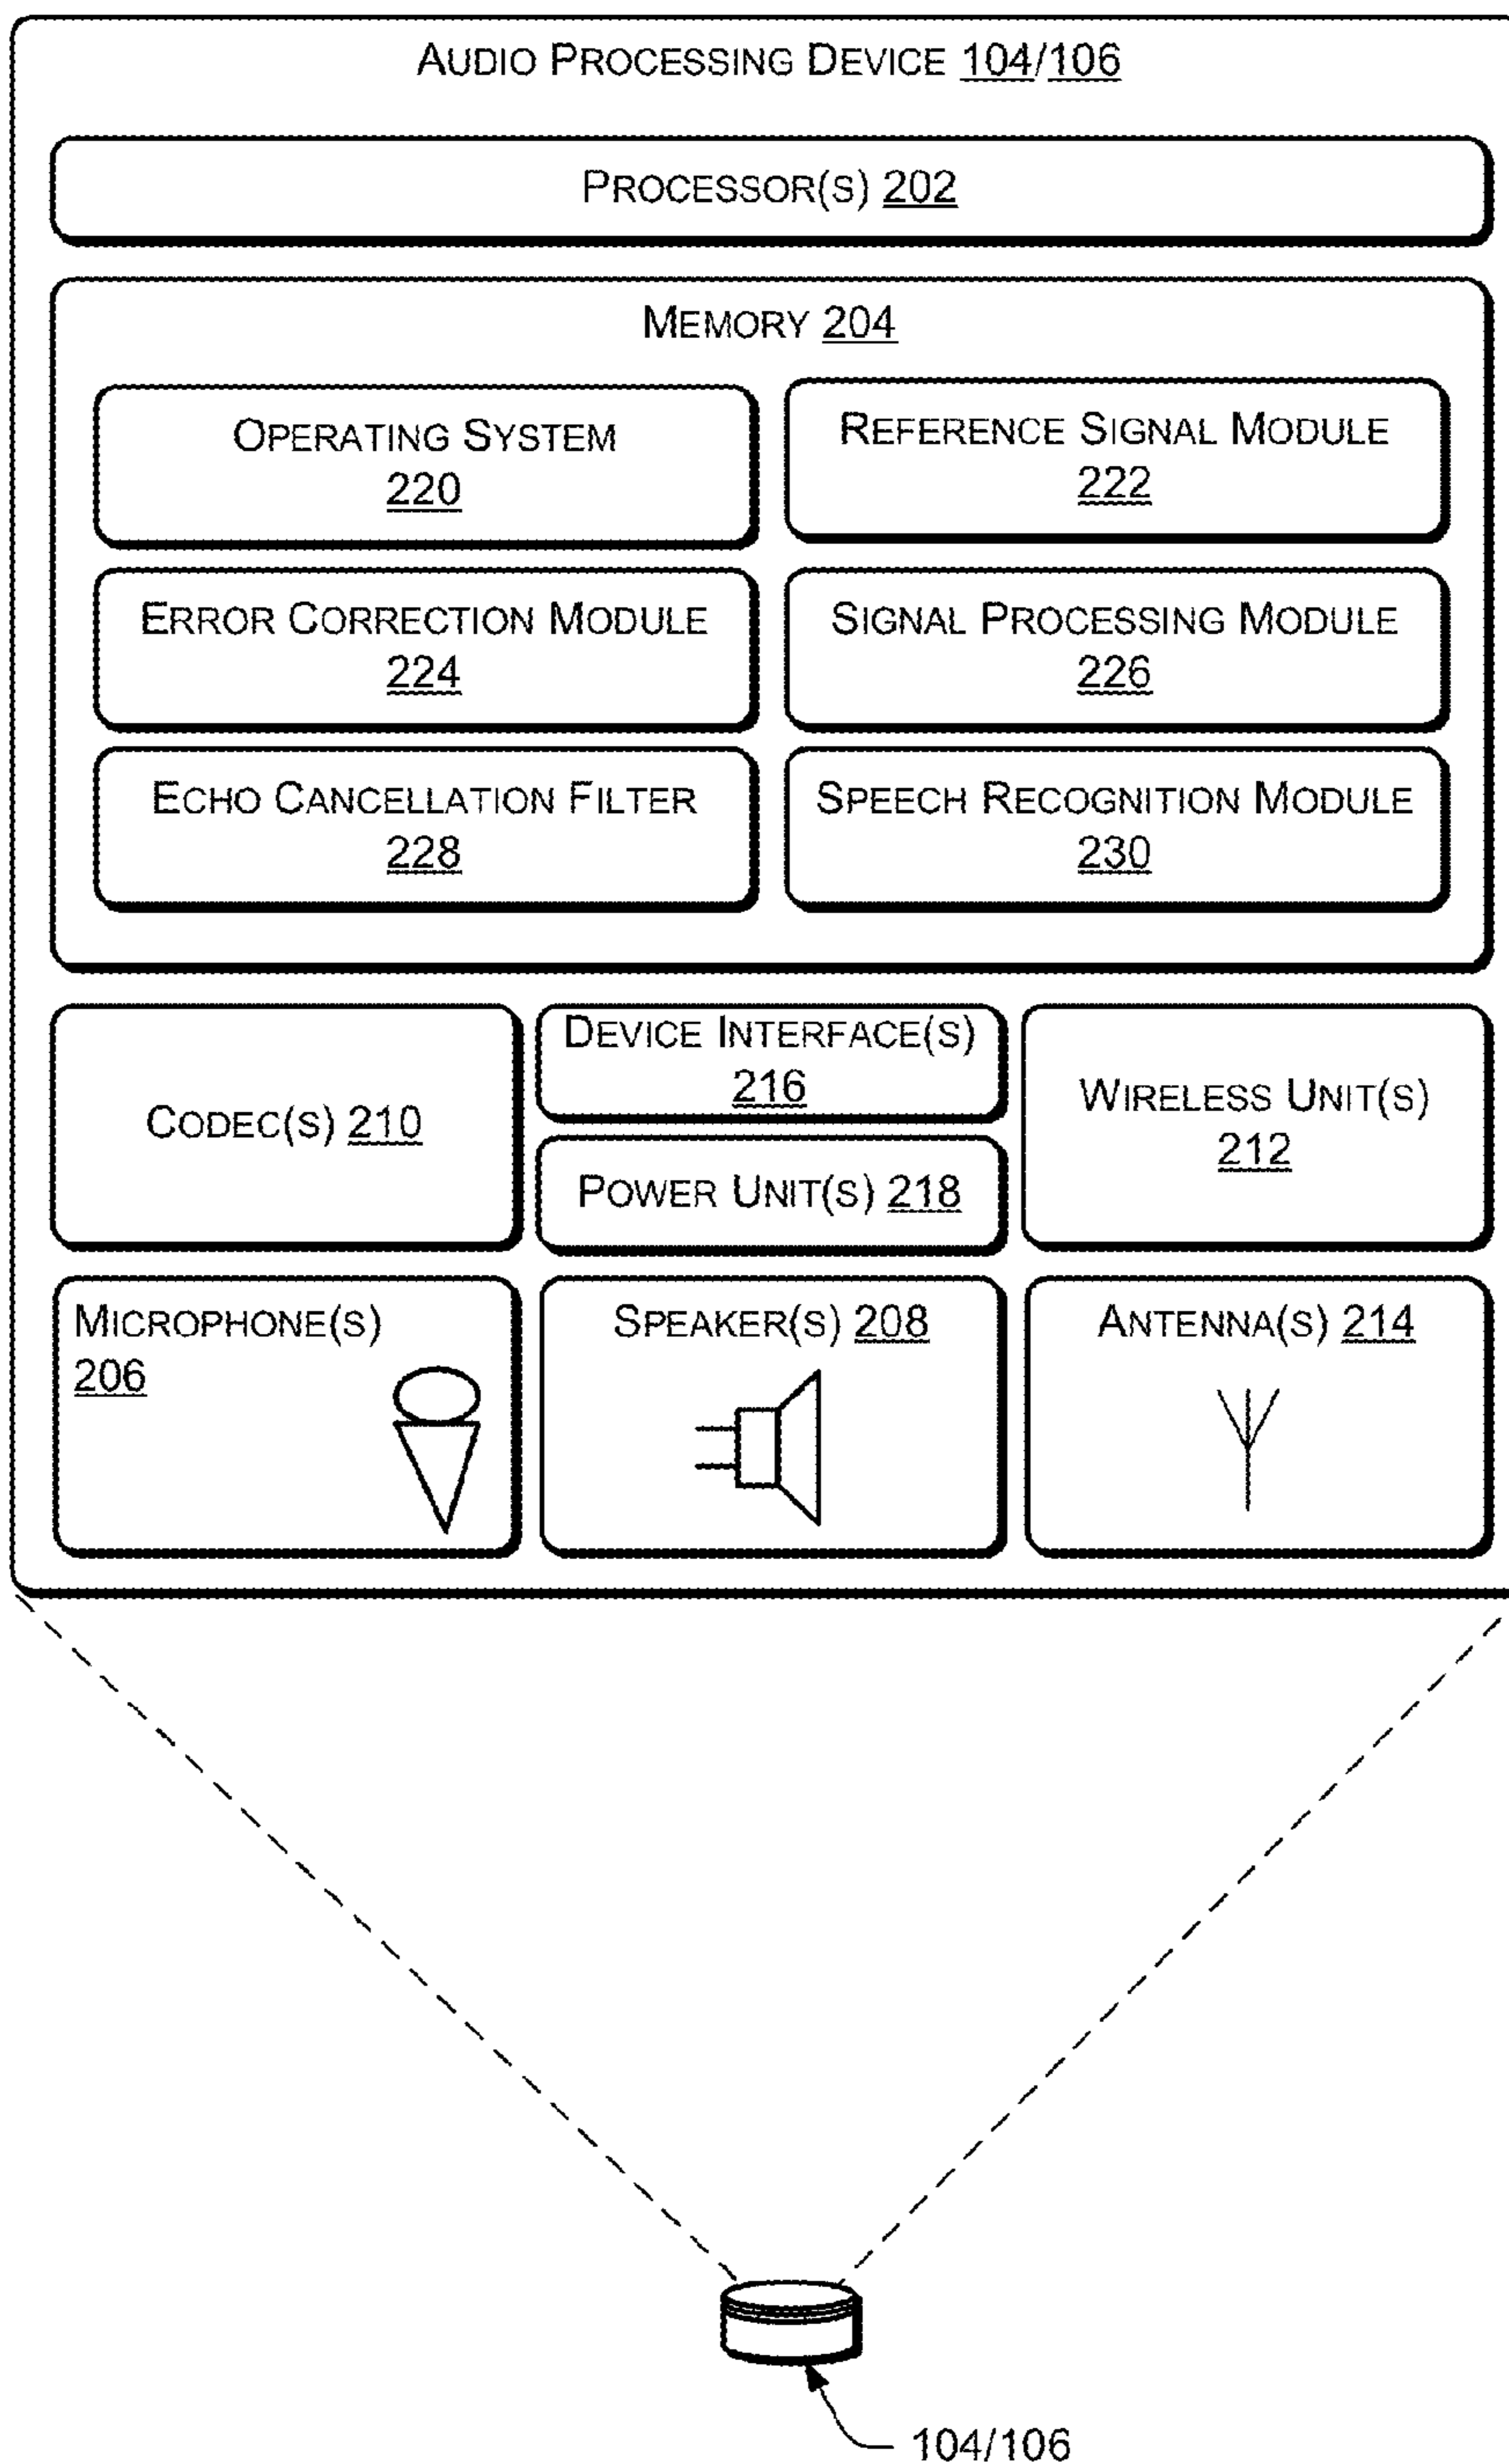 AUDIO PROCESSING DEVICE 104/106
PROCESSOR(S) 202
MEMORY 204
OPERATING SYSTEM
220
REFERENCE SIGNAL MODULE
222
ERROR CORRECTION MODULE
224
SIGNAL PROCESSING MODULE
226
ECHO CANCELLATION FILTER
228
SPEECH RECOGNITION MODULE
230
CODEC(S) 210
DEVICE INTERFACE(S)
216
POWER UNIT(S) 218
WIRELESS UNIT(S)
212
MICROPHONE(S)
206
SPEAKER(S) 208
ANTENNA(S) 214
104/106